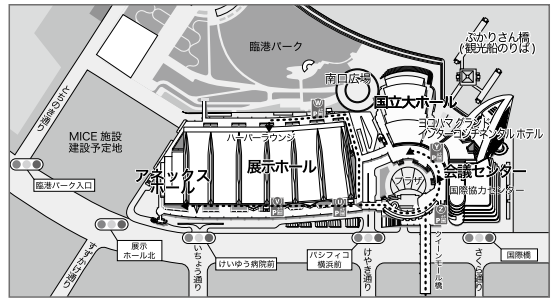 ぷかりさん橋
(観光船のりば)
臨港パーク
南口広場
国立大ホール
ヨコハマ グランド
インターコンチネンタル ホテル
とちのき通り
MICE 施設
建設予定地
ハーバーラウンジ
展示ホール
アネックス
ホール
会議センター
プラザ
国際協力センター
臨港パーク入口
展示
ホール北
すずかけ通り
いちょう通り
けいゆう病院前
パシフィコ
横浜前
けやき通り
クイーンモール橋
さくら通り
国際橋